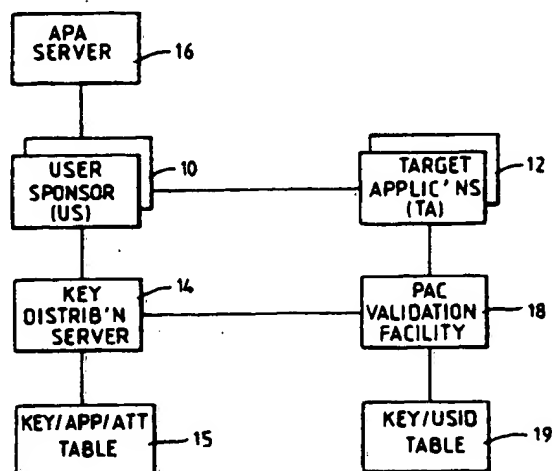 APA
SERVER
16
USER
SPONSOR
(US)
10
TARGET
APPLIC'NS
(TA)
12
KEY
DISTRIB'N
SERVER
14
PAC
VALIDATION
FACILITY
18
KEY/APP/ATT
TABLE
15
KEY/USID
TABLE
19